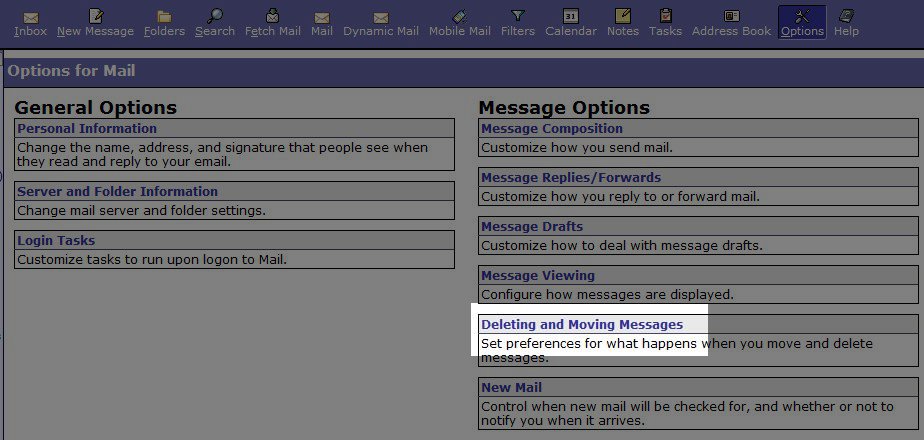 Inbox New Message Folders Search Fetch Mail Mail Dynamic Mail Mobile Mail Filters Calendar Notes Tasks Address Book Options Help
31
Options for Mail
General Options
Personal Information
Change the name, address, and signature that people see when
they read and reply to your email.
Server and Folder Information
Change mail server and folder settings.
Login Tasks
Customize tasks to run upon logon to Mail.
Message Options
Message Composition
Customize how you send mail.
Message Replies/Forwards
Customize how you reply to or forward mail.
Message Drafts
Customize how to deal with message drafts.
Message Viewing
Configure how messages are displayed.
Deleting and Moving Messages
Set preferences for what happens when you move and delete
messages.
New Mail
Control when new mail will be checked for, and whether or not to
notify you when it arrives.